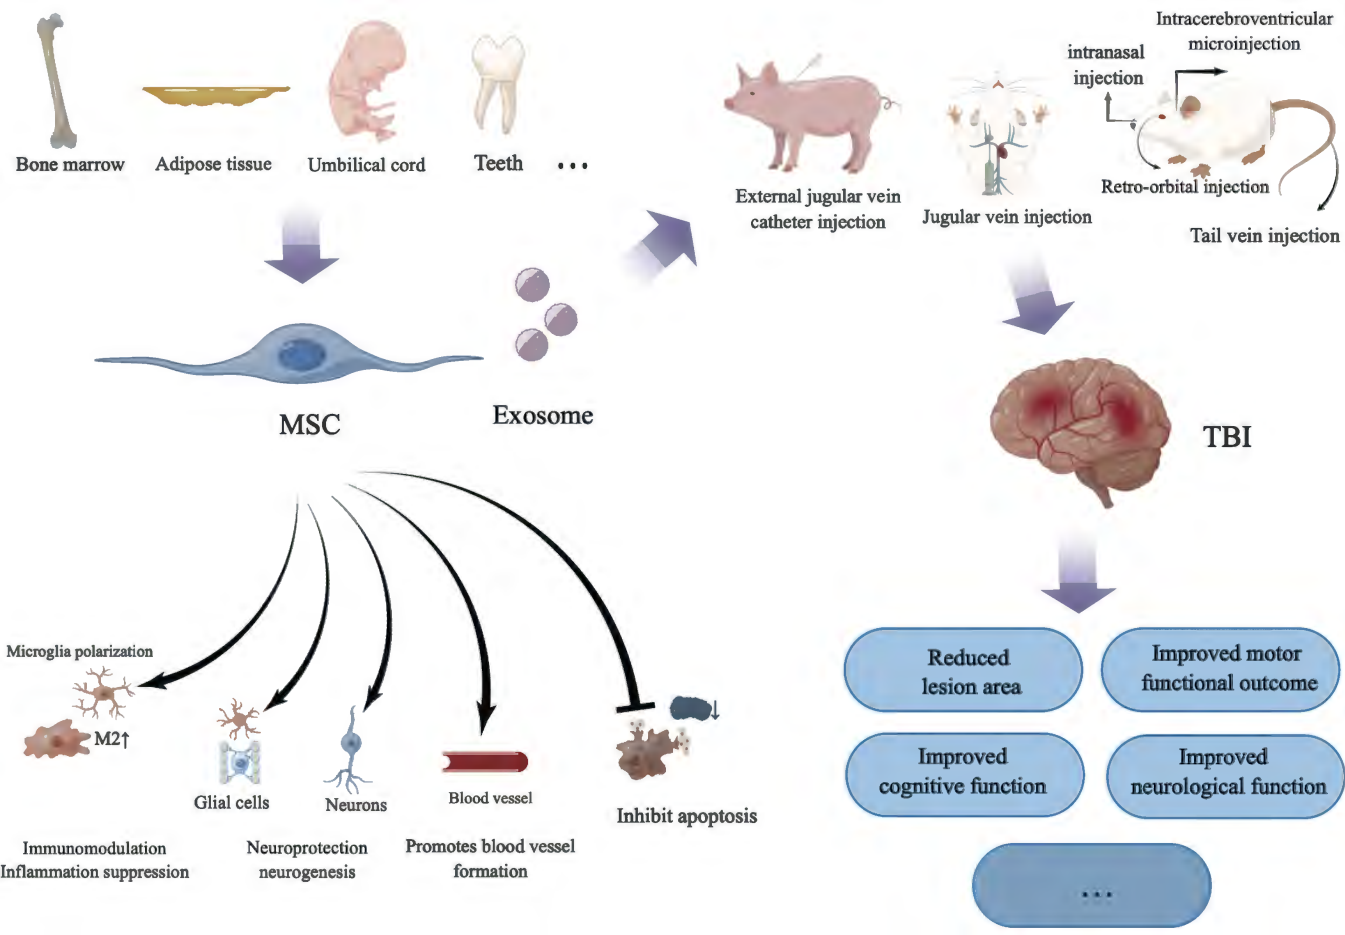 Bone marrow
Adipose tissue
Umbilical cord
Teeth
...
External jugular vein
catheter injection
Jugular vein injection
intranasal
injection
Intracerebroventricular
microinjection
Retro-orbital injection
Tail vein injection
MSC
Exosome
TBI
Microglia polarization
M2↑
Glial cells
Neurons
Blood vessel
↓
Inhibit apoptosis
Immunomodulation
Inflammation suppression
Neuroprotection
neurogenesis
Promotes blood vessel
formation
Reduced
lesion area
Improved motor
functional outcome
Improved
cognitive function
Improved
neurological function
...